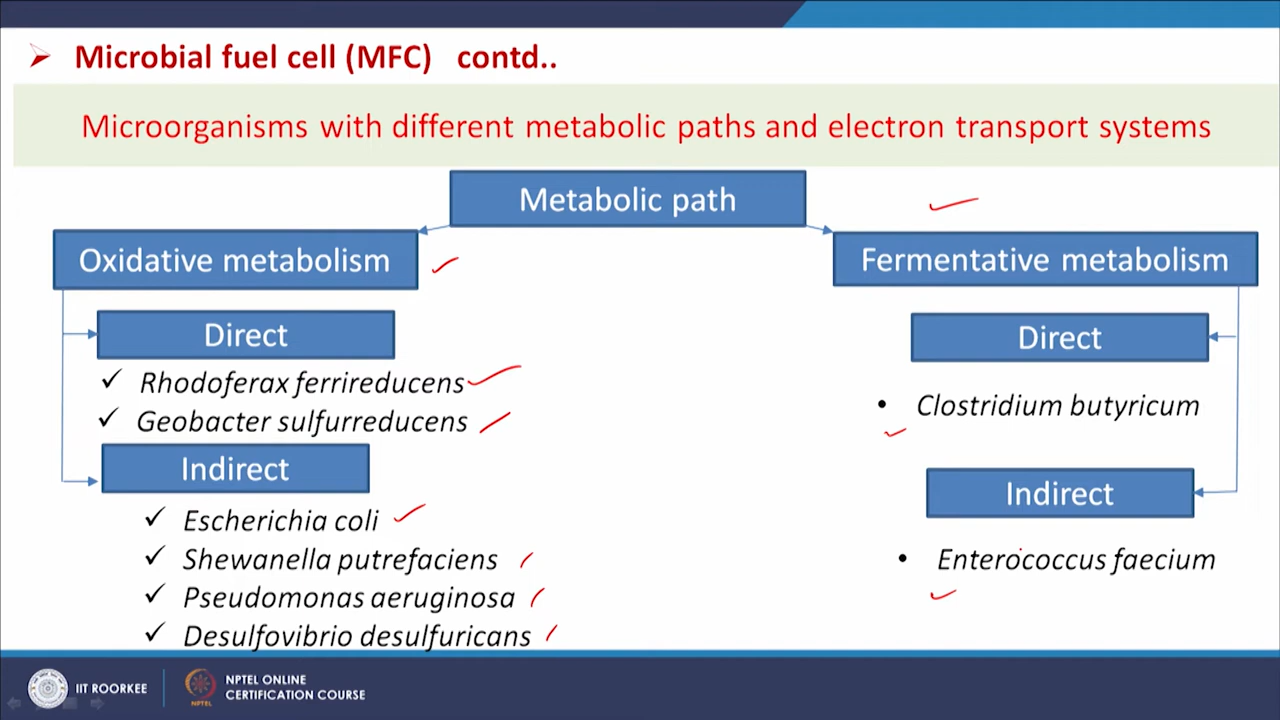 Microbial fuel cell (MFC) contd..
Microorganisms with different metabolic paths and electron transport systems
Metabolic path
Oxidative metabolism
Direct
Rhodoferax ferrireducens
Geobacter sulfurreducens
Indirect
Escherichia coli
Shewanella putrefaciens
Pseudomonas aeruginosa
Desulfovibrio desulfuricans
Fermentative metabolism
Direct
Clostridium butyricum
Indirect
Enterococcus faecium
IIT ROORKEE
NPTEL
NPTEL ONLINE
CERTIFICATION COURSE